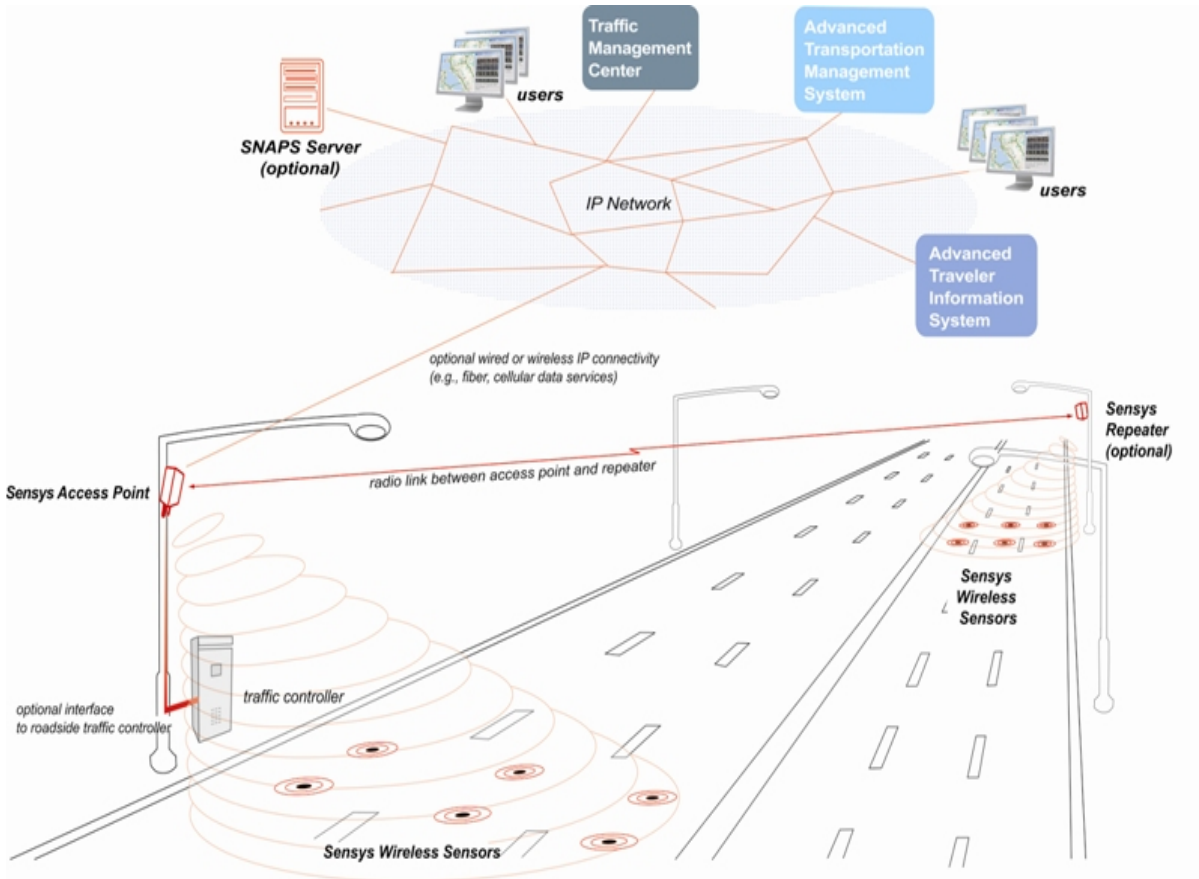 Traffic
Management
Center
Advanced
Transportation
Management
System
users
SNAPS Server
(optional)
users
IP Network
Advanced
Traveler
Information
System
optional wired or wireless IP connectivity
(e.g., fiber, cellular data services)
Sensys
Repeater
(optional)
radio link between access point and repeater
Sensys Access Point
Sensys
Wireless
Sensors
traffic controller
optional interface
to roadside traffic controller
Sensys Wireless Sensors